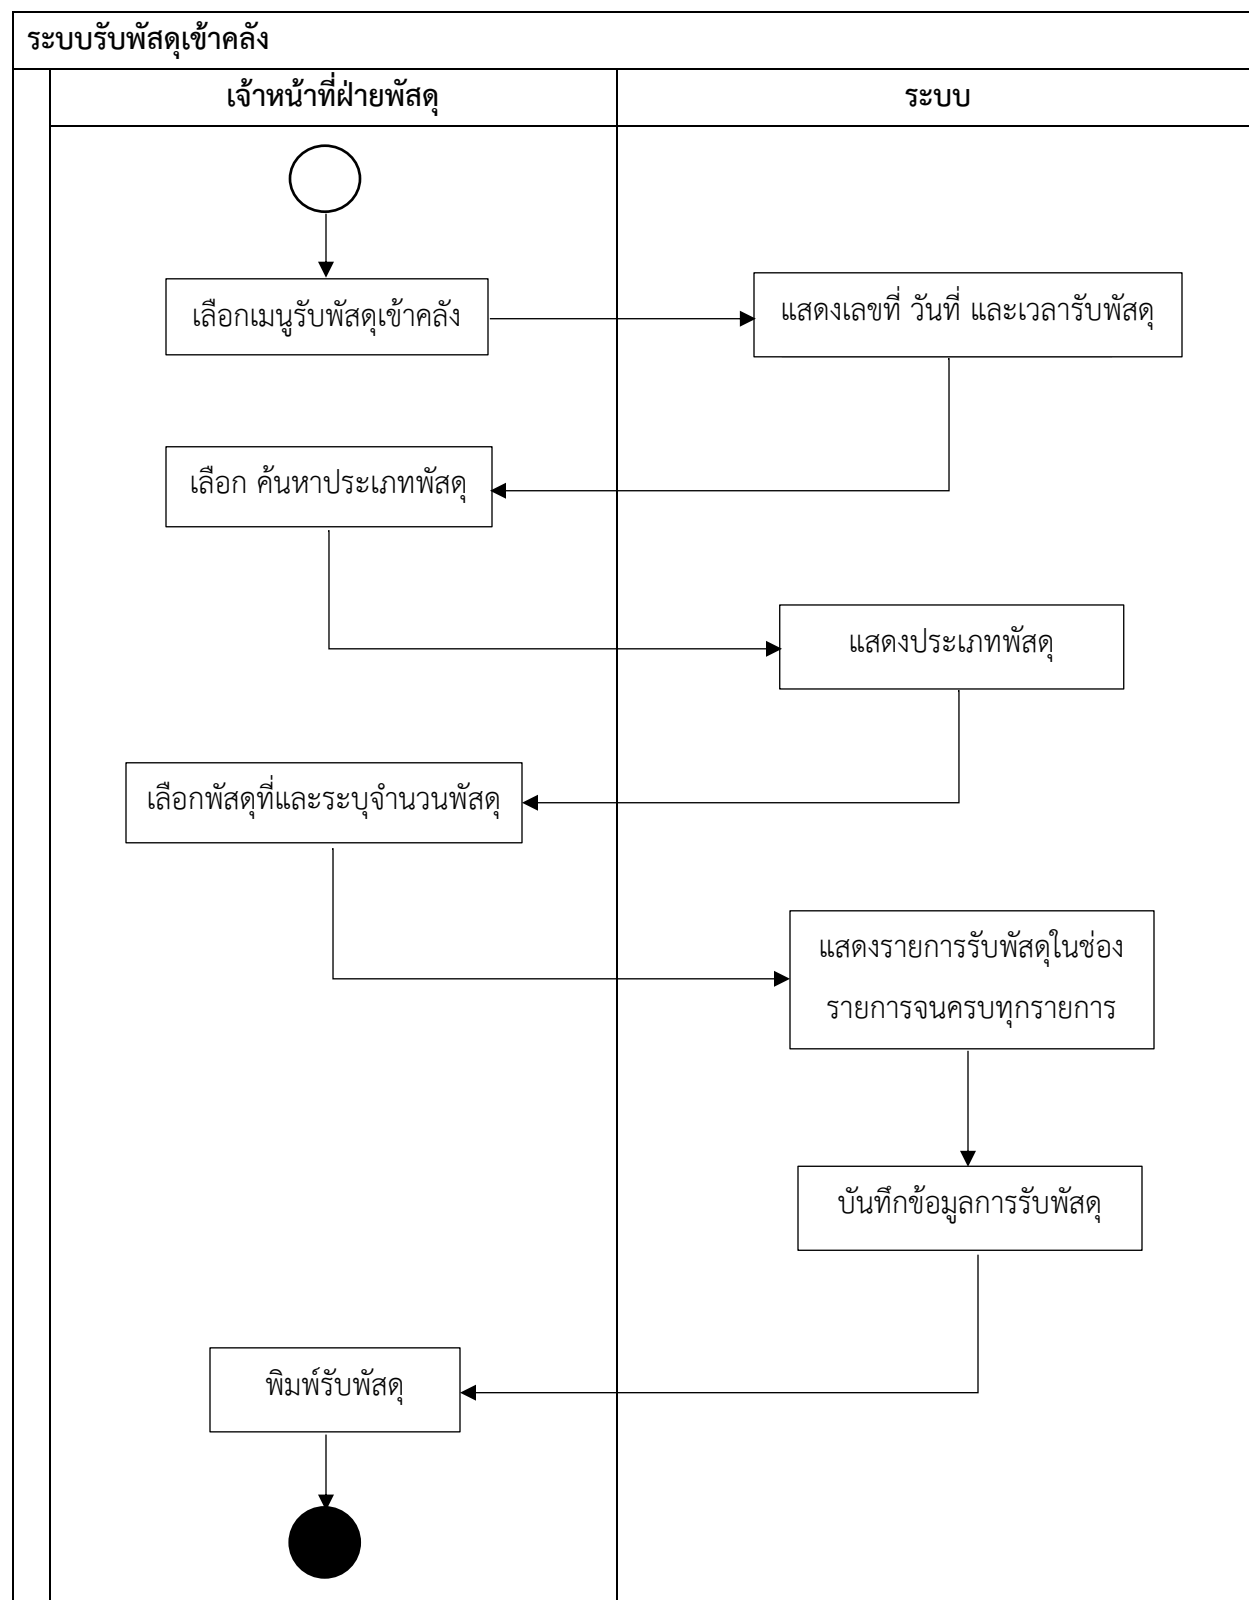 ระบบรับพัสดุเข้าคลัง
เจ้าหน้าที่ฝ่ายพัสดุ
ระบบ
เลือกเมนูรับพัสดุเข้าคลัง
แสดงเลขที่ วันที่ และเวลารับพัสดุ
เลือก ค้นหาประเภทพัสดุ
แสดงประเภทพัสดุ
เลือกพัสดุที่และระบุจำนวนพัสดุ
แสดงรายการรับพัสดุในช่อง
รายการจนครบทุกรายการ
บันทึกข้อมูลการรับพัสดุ
พิมพ์รับพัสดุ